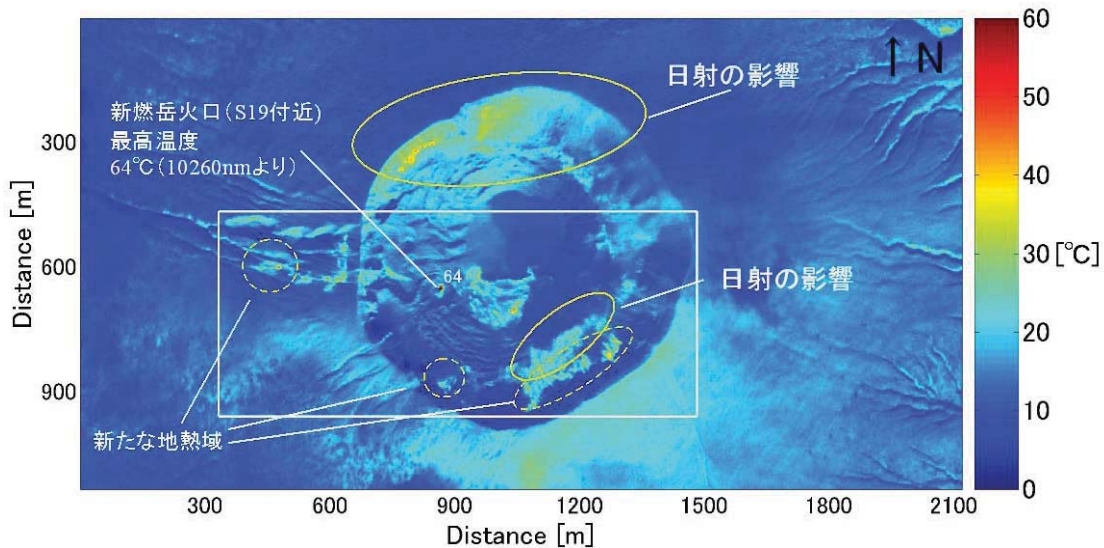 日射の影響
↑N
新燃岳火口(S19付近)
最高温度
64℃(10260nmより)
64
日射の影響
新たな地熱域
300
600
900
Distance [m]
300
600
900
1200
1500
1800
2100
Distance [m]
60
50
40
30
20
10
0
[℃]